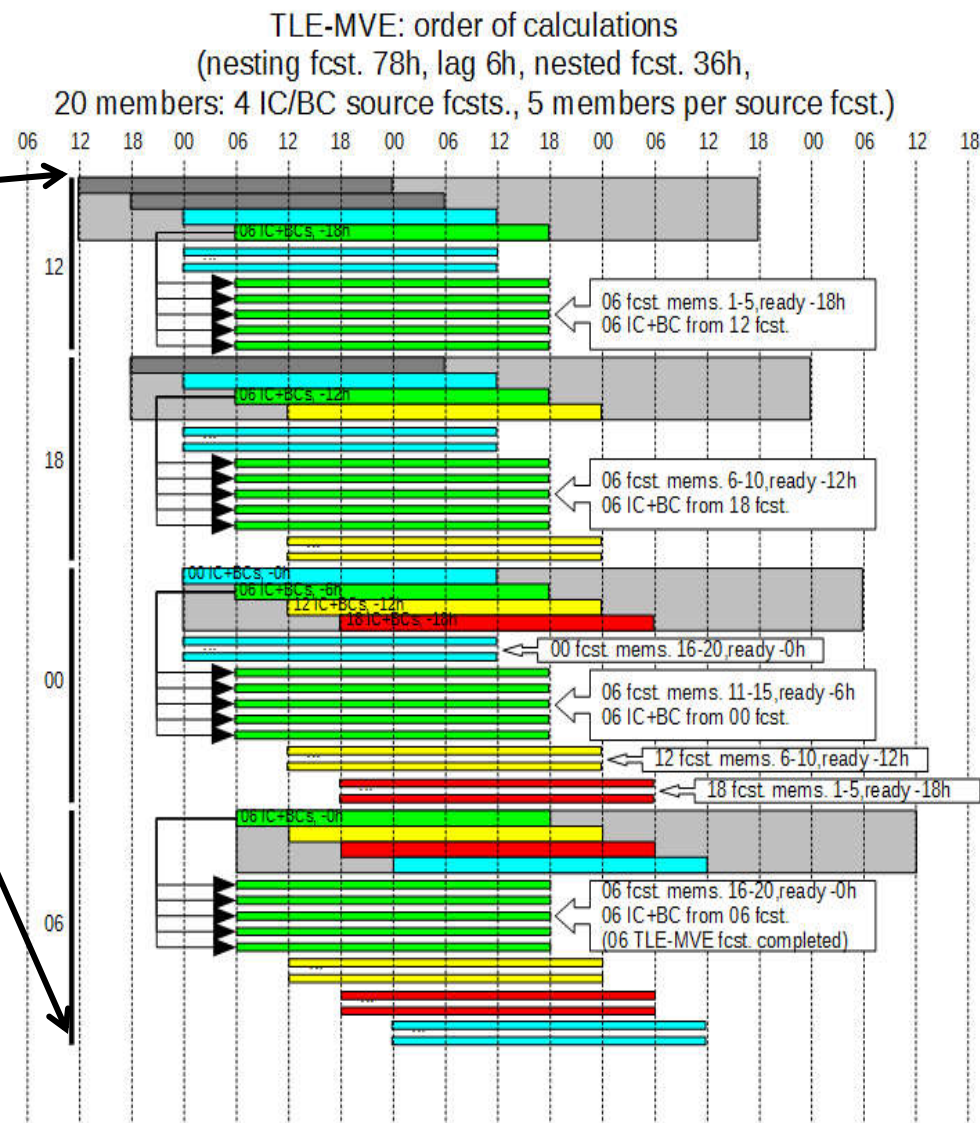 TLE-MVE: order of calculations
(nesting fcst. 78h, lag 6h, nested fcst. 36h,
20 members: 4 IC/BC source fcsts., 5 members per source fcst.)
06 12 18 00 06 12 18 00 06 12 18 00 06 12 18 00 06 12 18
06 IC+BCs, -18h
...
12
06 fcst. mems. 1-5,ready -18h
06 IC+BC from 12 fcst.
06 IC+BCs, -12h
...
18
06 fcst. mems. 6-10,ready -12h
06 IC+BC from 18 fcst.
...
00 IC+BCs, -0h
06 IC+BCs, -6h
12 IC+BCs, -12h
18 IC+BCs, -18h
...
00 fcst. mems. 16-20,ready -0h
00
06 fcst. mems. 11-15,ready -6h
06 IC+BC from 00 fcst.
...
12 fcst. mems. 6-10,ready -12h
...
18 fcst. mems. 1-5,ready -18h
06 IC+BCs, -0h
06
06 fcst. mems. 16-20,ready -0h
06 IC+BC from 06 fcst.
(06 TLE-MVE fcst. completed)
...
...
...